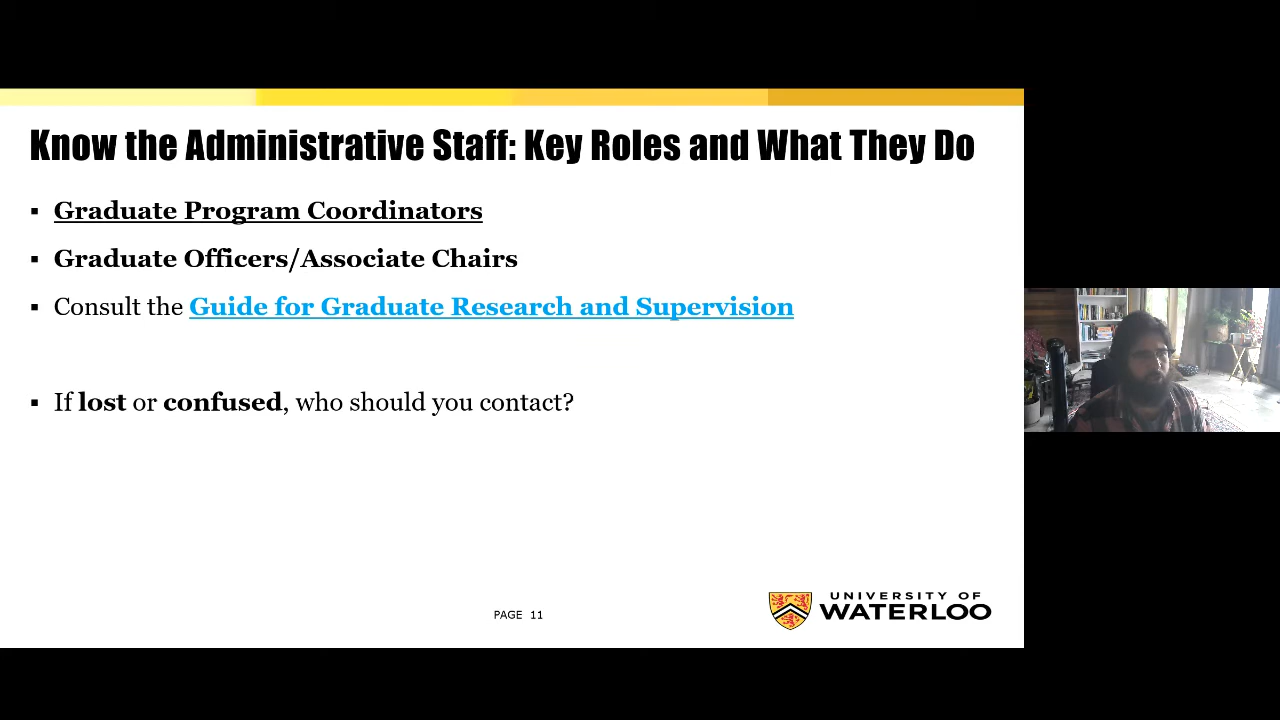 Know the Administrative Staff: Key Roles and What They Do
▪ Graduate Program Coordinators
▪ Graduate Officers/Associate Chairs
▪ Consult the Guide for Graduate Research and Supervision
▪ If lost or confused, who should you contact?
PAGE 11
UNIVERSITY OF
WATERLOO